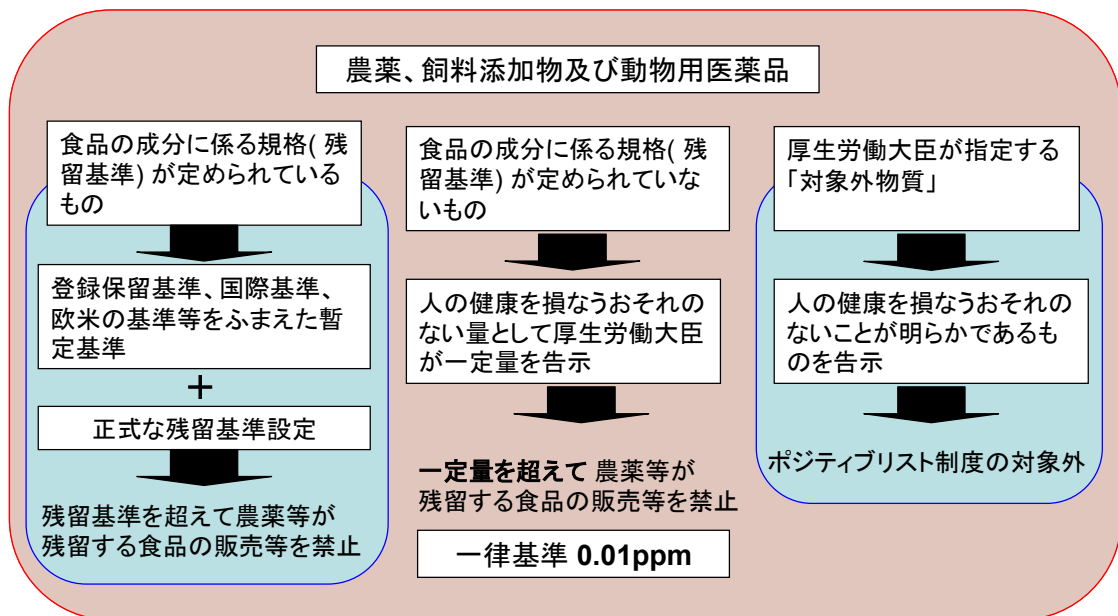 農薬、飼料添加物及び動物用医薬品
食品の成分に係る規格( 残
留基準) が定められている
もの
登録保留基準、国際基準、
欧米の基準等をふまえた暫
定基準
+
正式な残留基準設定
残留基準を超えて農薬等が
残留する食品の販売等を禁止
食品の成分に係る規格( 残
留基準) が定められていな
いもの
人の健康を損なうおそれの
ない量として厚生労働大臣
が一定量を告示
一定量を超えて 農薬等が
残留する食品の販売等を禁止
一律基準 0.01ppm
厚生労働大臣が指定する
「対象外物質」
人の健康を損なうおそれの
ないことが明らかであるも
のを告示
ポジティブリスト制度の対象外